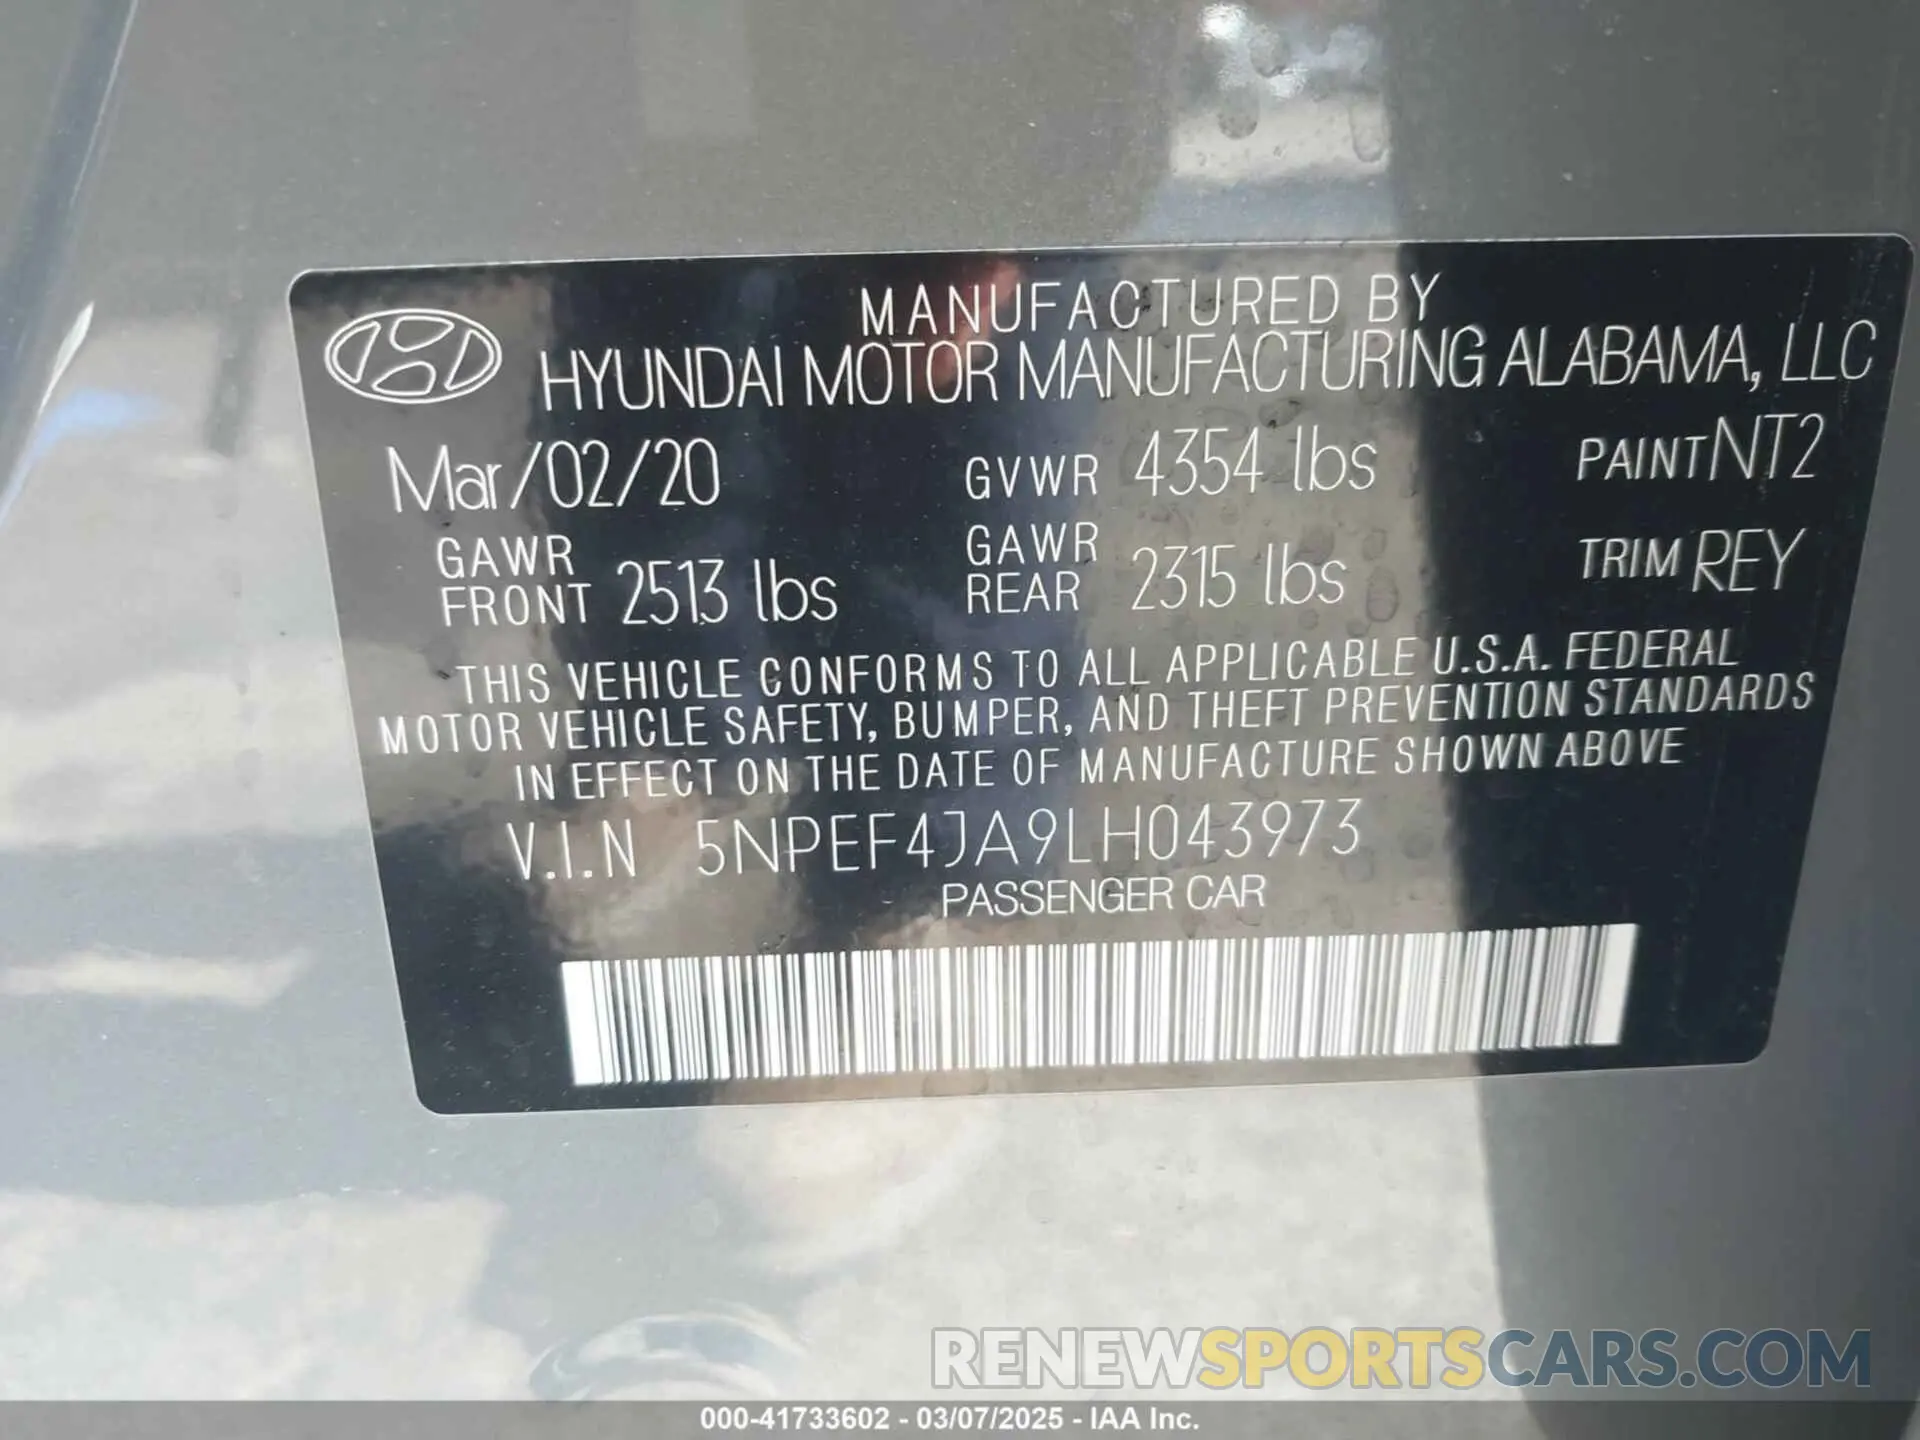 MANUFACTURED BY
HYUNDAI MOTOR MANUFACTURING ALABAMA, LLC
Mar/02/20 GVWR 4354 lbs PAINT NT2
GAWR FRONT 2513 lbs GAWR REAR 2315 lbs TRIM REY
THIS VEHICLE CONFORMS TO ALL APPLICABLE U.S.A. FEDERAL
MOTOR VEHICLE SAFETY, BUMPER, AND THEFT PREVENTION STANDARDS
IN EFFECT ON THE DATE OF MANUFACTURE SHOWN ABOVE
V.I.N 5NPEF4JA9LH043973
PASSENGER CAR
RENEWSPORTSCARS.COM
000-41733602 - 03/07/2025 - IAA Inc.